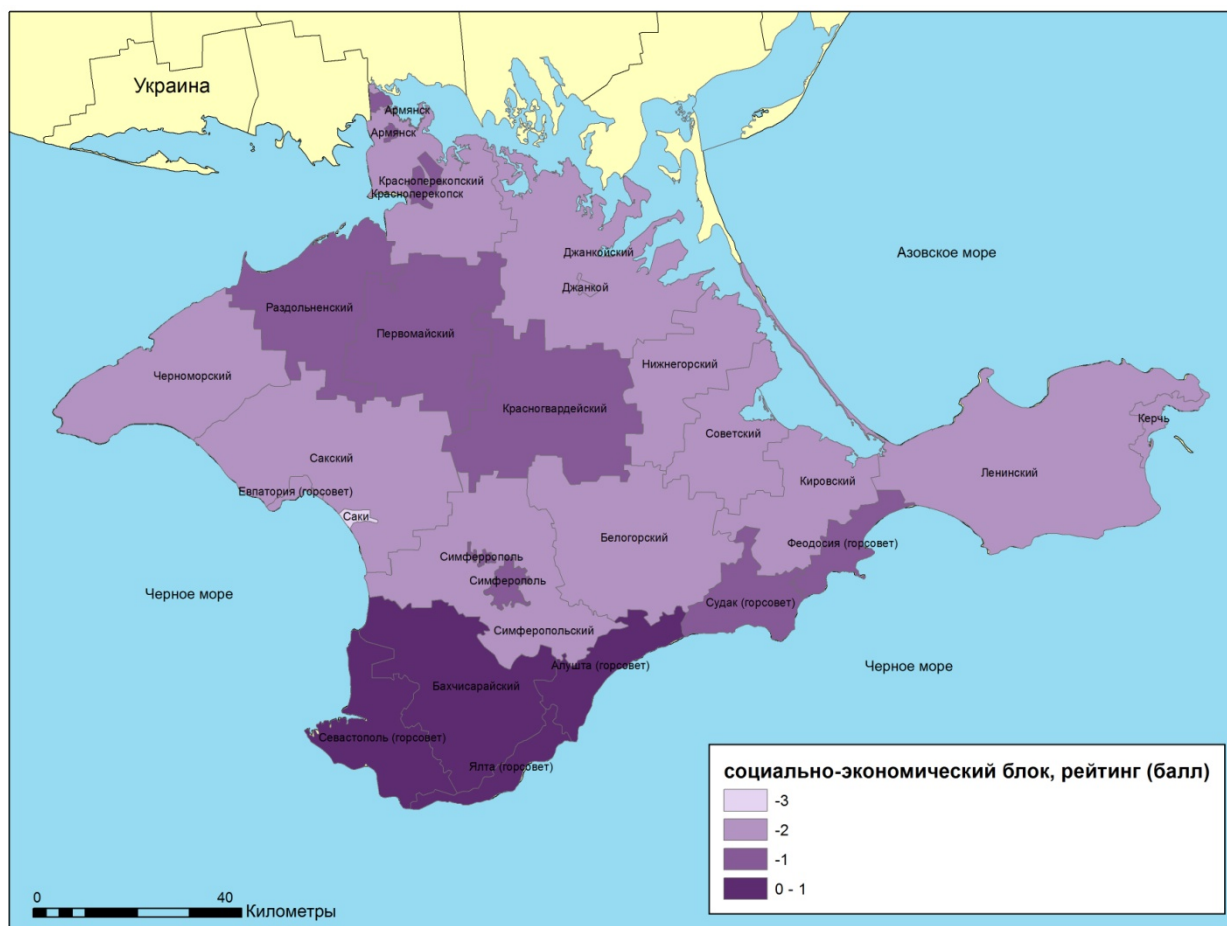 Украина
Армянск
Армянск
Красноперекопский
Красноперекопск
Джанкойский
Азовское море
Джанкой
Раздольненский
Первомайский
Нижнегорский
Черноморский
Красногвардейский
Керчь
Советский
Сакский
Ленинский
Кировский
Евпатория (горсовет)
Саки
Белогорский
Феодосия (горсовет)
Симферрополь
Симферополь
Черное море
Судак (горсовет)
Симферопольский
Алушта (горсовет)
Черное море
Бахчисарайский
Севастополь (горсовет)
Ялта (горсовет)
социально-экономический блок, рейтинг (балл)
-3
-2
-1
0 - 1
0 40
Километры